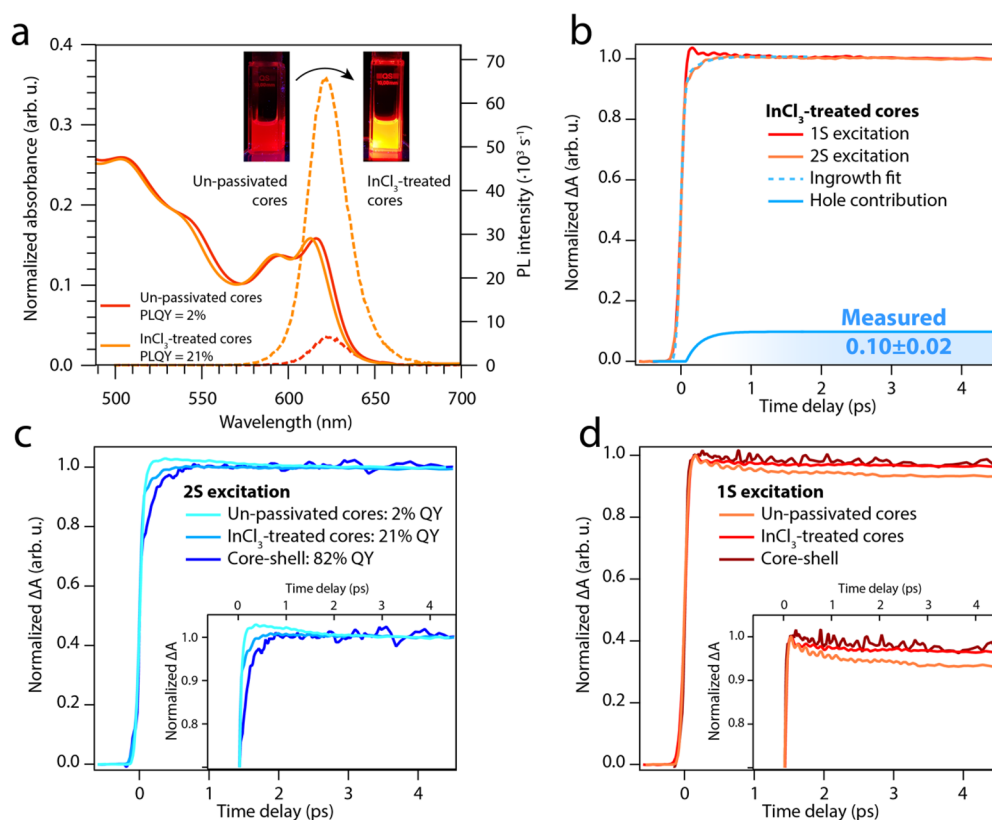 a
Normalized absorbance (arb. u.)
0.4
0.3
0.2
0.1
0.0
500
550
600
650
700
Wavelength (nm)
70
60
50
40
30
20
10
0
PL intensity (·10³ s⁻¹)
Un-passivated
cores
InCl₃-treated
cores
Un-passivated cores
PLQY = 2%
InCl₃-treated cores
PLQY = 21%
b
Normalized ΔA (arb. u.)
1.0
0.8
0.6
0.4
0.2
0.0
0
1
2
3
4
Time delay (ps)
InCl₃-treated cores
1S excitation
2S excitation
Ingrowth fit
Hole contribution
Measured
0.10±0.02
c
Normalized ΔA (arb. u.)
1.0
0.8
0.6
0.4
0.2
0.0
0
1
2
3
4
Time delay (ps)
2S excitation
Un-passivated cores: 2% QY
InCl₃-treated cores: 21% QY
Core-shell: 82% QY
Time delay (ps)
0
1
2
3
4
Normalized ΔA
1.0
0.9
0.8
d
Normalized ΔA (arb. u.)
1.0
0.8
0.6
0.4
0.2
0.0
0
1
2
3
4
Time delay (ps)
1S excitation
Un-passivated cores
InCl₃-treated cores
Core-shell
Time delay (ps)
0
1
2
3
4
Normalized ΔA
1.0
0.9
0.8